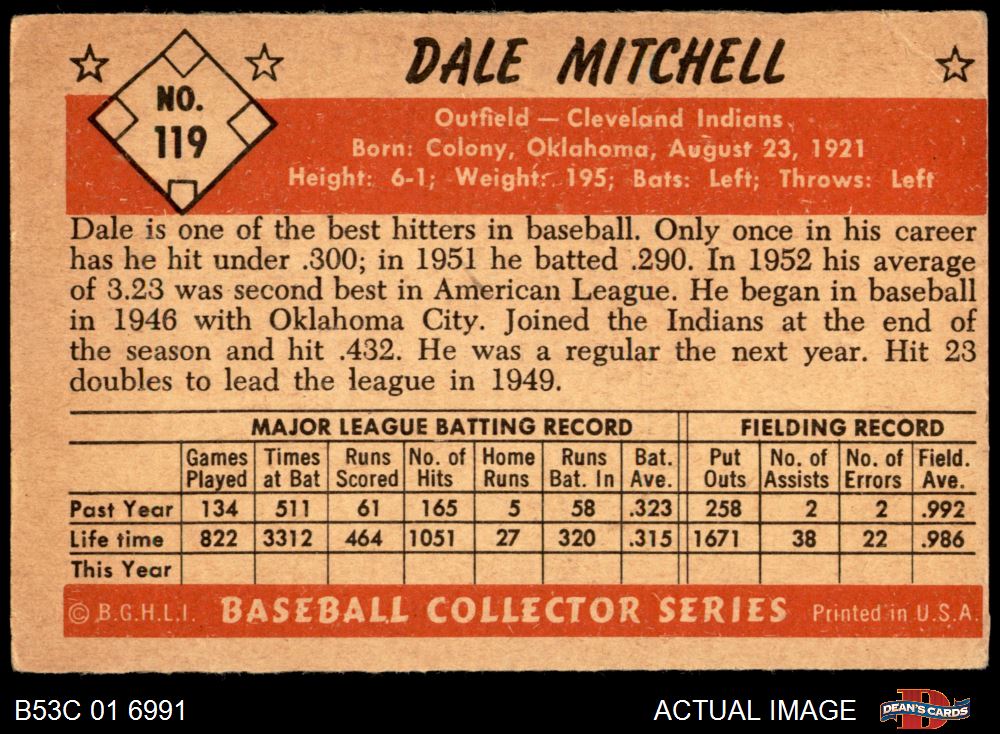 DALE MITCHELL
NO.
119
Outfield — Cleveland Indians
Born: Colony, Oklahoma, August 23, 1921
Height: 6-1; Weight: 195; Bats: Left; Throws: Left
Dale is one of the best hitters in baseball. Only once in his career
has he hit under .300; in 1951 he batted .290. In 1952 his average
of 3.23 was second best in American League. He began in baseball
in 1946 with Oklahoma City. Joined the Indians at the end of
the season and hit .432. He was a regular the next year. Hit 23
doubles to lead the league in 1949.
MAJOR LEAGUE BATTING RECORD FIELDING RECORD
Games Times Runs No. of Home Runs Bat. Put No. of No. of Field.
Played at Bat Scored Hits Runs Bat. In Ave. Outs Assists Errors Ave.
Past Year 134 511 61 165 5 58 .323 258 2 2 .992
Life time 822 3312 464 1051 27 320 .315 1671 38 22 .986
This Year
© B.G.H.L.I. BASEBALL COLLECTOR SERIES Printed in U.S.A.
B53C 01 6991 ACTUAL IMAGE DEAN'S CARDS